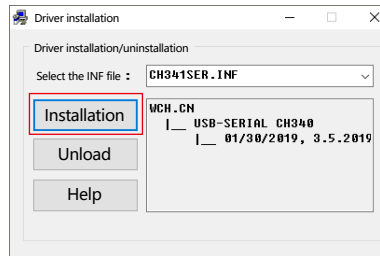 Driver installation
Driver installation/uninstallation
Select the INF file：
CH341SER.INF
Installation
WCH.CN
|__ USB-SERIAL CH340
|__ 01/30/2019, 3.5.2019
Unload
Help